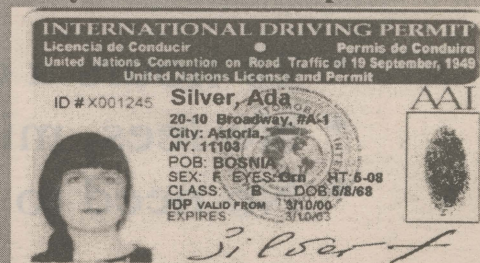 INTERNATIONAL DRIVING PERMIT
Licencia de Conducir Permis de Conduire
United Nations Convention on Road Traffic of 19 September, 1949
United Nations License and Permit
ID # X001245
Silver, Ada
AAI
20-10 Broadway, #A-1
City: Astoria,
NY. 11103
POB: BOSNIA
SEX: F EYES: Grn HT: 5-08
CLASS: B DOB: 5/8/68
IDP VALID FROM 3/10/00
EXPIRES: 3/10/03